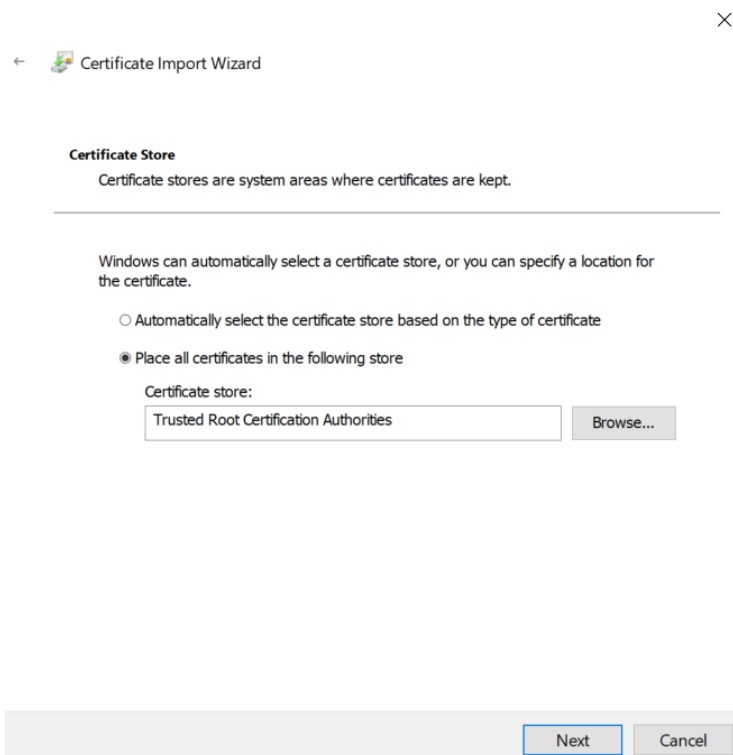 Certificate Import Wizard
Certificate Store
Certificate stores are system areas where certificates are kept.
Windows can automatically select a certificate store, or you can specify a location for
the certificate.
Automatically select the certificate store based on the type of certificate
Place all certificates in the following store
Certificate store:
Trusted Root Certification Authorities
Browse...
Next
Cancel